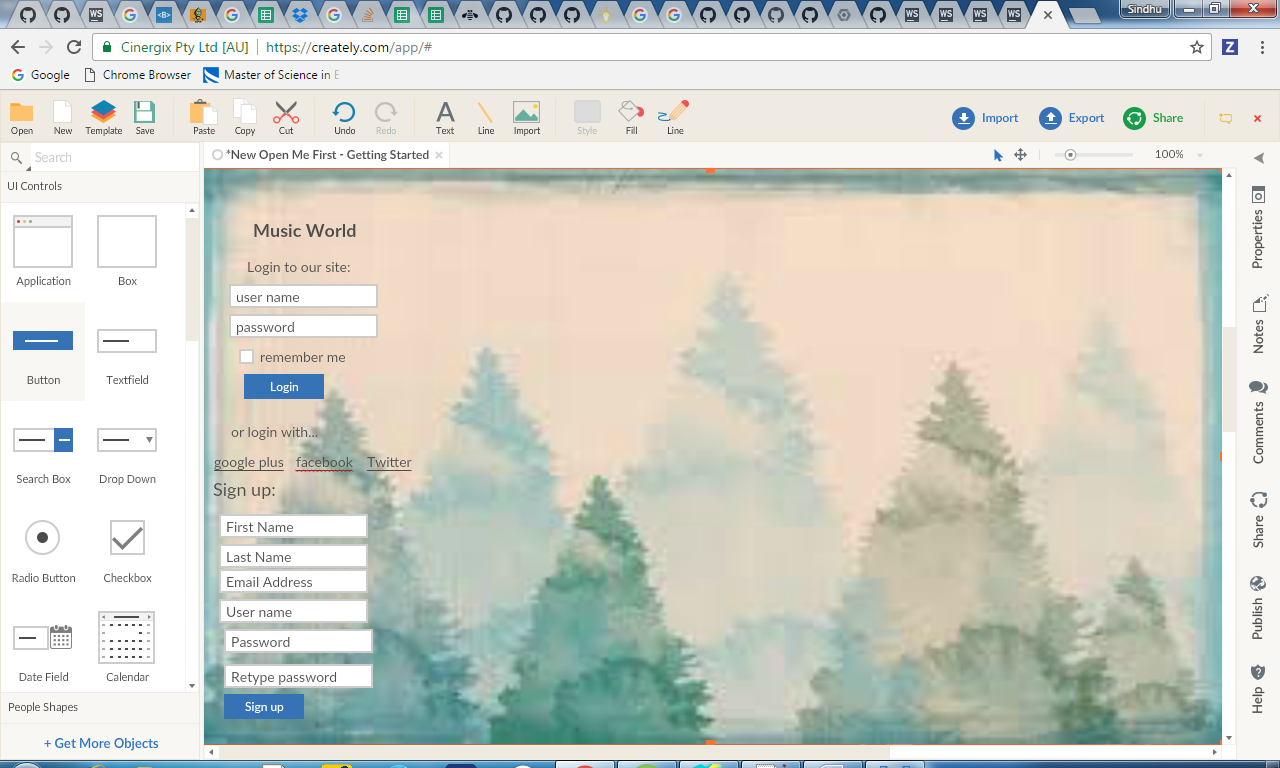 Sindhu
WS WS WS WS WS
Cinergix Pty Ltd [AU] https://creately.com/app/#
Google Chrome Browser Master of Science in E
Open New Template Save Paste Copy Cut Undo Redo Text Line Import Style Fill Line Import Export Share
Search
*New Open Me First - Getting Started
100%
UI Controls
Application Box
Button Textfield
Search Box Drop Down
Radio Button Checkbox
Date Field Calendar
People Shapes
+ Get More Objects
Music World
Login to our site:
user name
password
remember me
Login
or login with...
google plus facebook Twitter
Sign up:
First Name
Last Name
Email Address
User name
Password
Retype password
Sign up
Properties
Notes
Comments
Share
Publish
Help